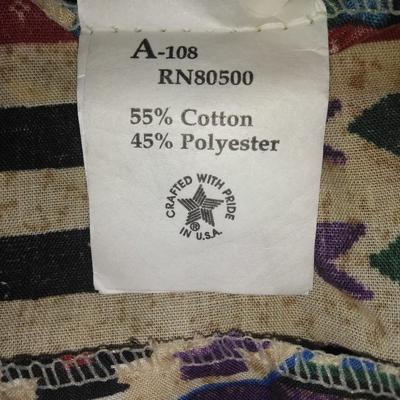 A-108
RN80500
55% Cotton
45% Polyester
CRAFTED WITH PRIDE
IN U.S.A.
®